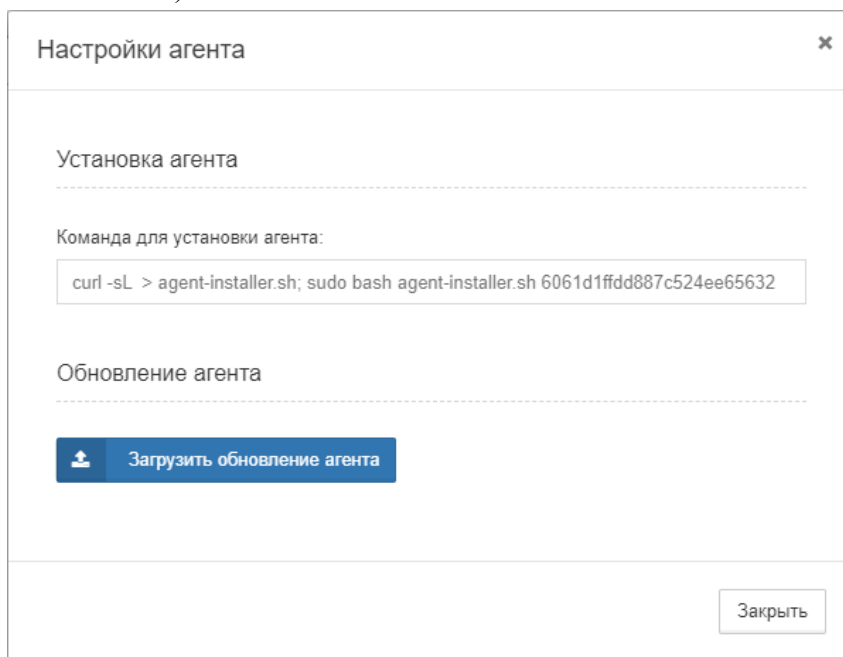 Настройки агента
Установка агента
Команда для установки агента:
curl -sL > agent-installer.sh; sudo bash agent-installer.sh 6061d1ffdd887c524ee65632
Обновление агента
Загрузить обновление агента
Закрыть